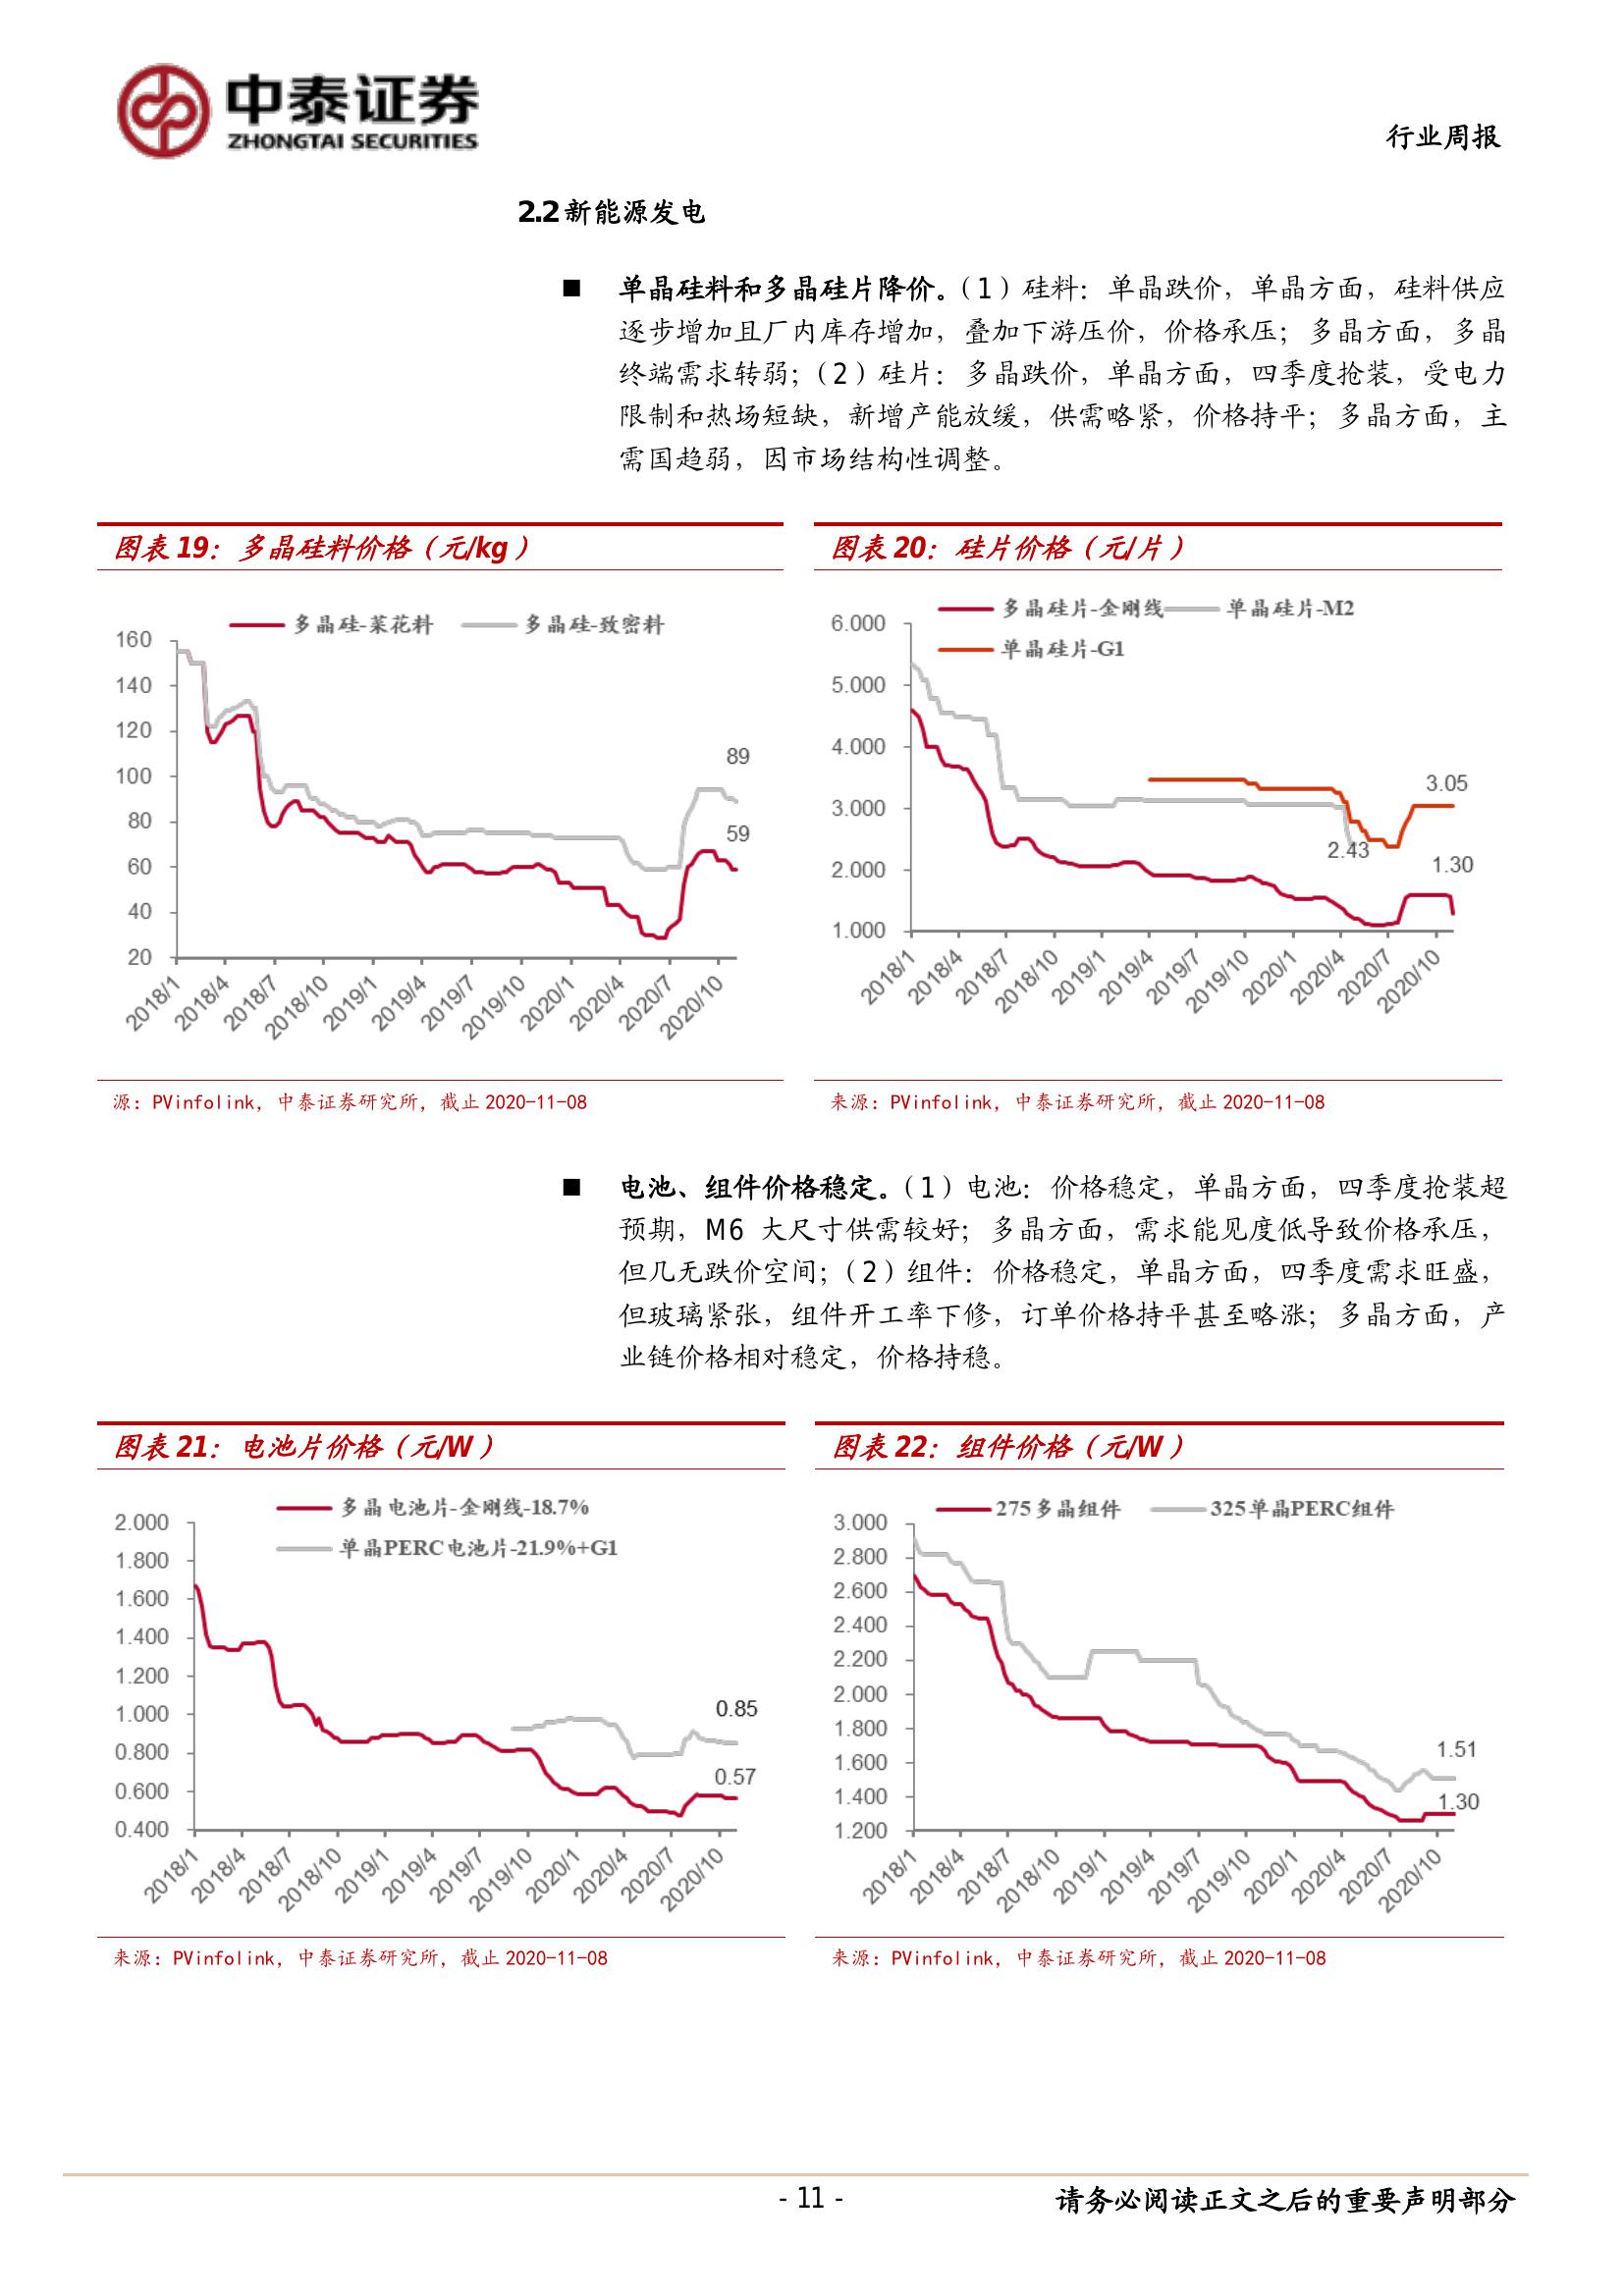 中泰证券
ZHONGTAI SECURITIES
行业周报
2.2 新能源发电
■ 单晶硅料和多晶硅片降价。（1）硅料：单晶跌价，单晶方面，硅料供应
逐步增加且厂内库存增加，叠加下游压价，价格承压；多晶方面，多晶
终端需求转弱；（2）硅片：多晶跌价，单晶方面，四季度抢装，受电力
限制和热场短缺，新增产能放缓，供需略紧，价格持平；多晶方面，主
需国趋弱，因市场结构性调整。
图表 19：多晶硅料价格（元/kg）
多晶硅-菜花料 多晶硅-致密料
160
140
120
100
80
60
40
20
89
59
2018/1 2018/4 2018/7 2018/10 2019/1 2019/4 2019/7 2019/10 2020/1 2020/4 2020/7 2020/10
源：PVinfolink，中泰证券研究所，截止 2020-11-08
图表 20：硅片价格（元/片）
多晶硅片-金刚线 单晶硅片-M2
单晶硅片-G1
6.000
5.000
4.000
3.000
2.000
1.000
3.05
2.43
1.30
2018/1 2018/4 2018/7 2018/10 2019/1 2019/4 2019/7 2019/10 2020/1 2020/4 2020/7 2020/10
来源：PVinfolink，中泰证券研究所，截止 2020-11-08
■ 电池、组件价格稳定。（1）电池：价格稳定，单晶方面，四季度抢装超
预期，M6 大尺寸供需较好；多晶方面，需求能见度低导致价格承压，
但几无跌价空间；（2）组件：价格稳定，单晶方面，四季度需求旺盛，
但玻璃紧张，组件开工率下修，订单价格持平甚至略涨；多晶方面，产
业链价格相对稳定，价格持稳。
图表 21：电池片价格（元/W）
多晶电池片-金刚线-18.7%
单晶PERC电池片-21.9%+G1
2.000
1.800
1.600
1.400
1.200
1.000
0.800
0.600
0.400
0.85
0.57
2018/1 2018/4 2018/7 2018/10 2019/1 2019/4 2019/7 2019/10 2020/1 2020/4 2020/7 2020/10
来源：PVinfolink，中泰证券研究所，截止 2020-11-08
图表 22：组件价格（元/W）
275多晶组件 325单晶PERC组件
3.000
2.800
2.600
2.400
2.200
2.000
1.800
1.600
1.400
1.200
1.51
1.30
2018/1 2018/4 2018/7 2018/10 2019/1 2019/4 2019/7 2019/10 2020/1 2020/4 2020/7 2020/10
来源：PVinfolink，中泰证券研究所，截止 2020-11-08
- 11 -
请务必阅读正文之后的重要声明部分